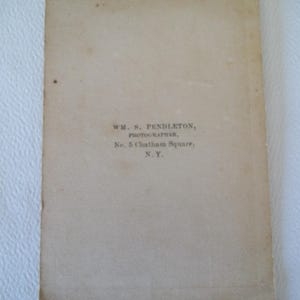 WM. S. PENDLETON,
PHOTOGRAPHER,
No. 5 Chatham Square,
N. Y.